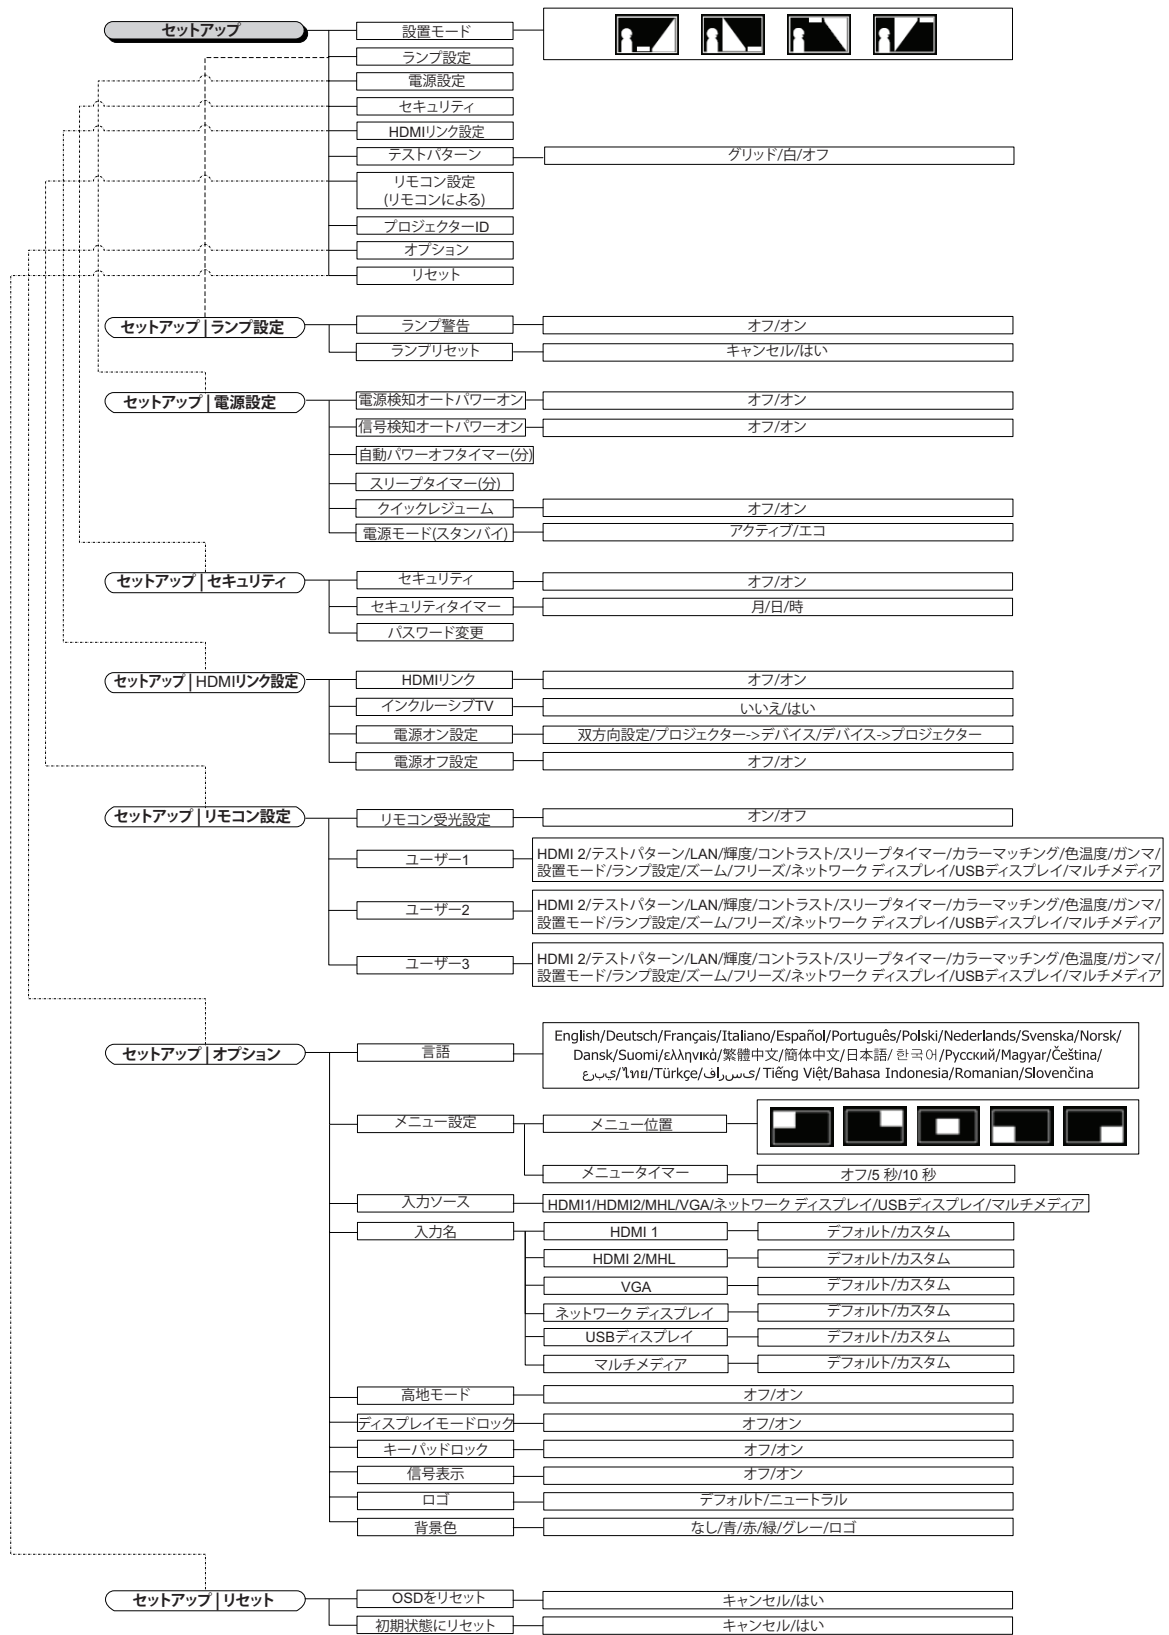 セットアップ
設置モード
ランプ設定
電源設定
セキュリティ
HDMIリンク設定
テストパターン
グリッド/白/オフ
リモコン設定
(リモコンによる)
プロジェクターID
オプション
リセット
セットアップ | ランプ設定
ランプ警告
オフ/オン
ランプリセット
キャンセル/はい
セットアップ | 電源設定
電源検知オートパワーオン
オフ/オン
信号検知オートパワーオン
オフ/オン
自動パワーオフタイマー(分)
スリープタイマー(分)
クイックレジューム
オフ/オン
電源モード(スタンバイ)
アクティブ/エコ
セットアップ | セキュリティ
セキュリティ
オフ/オン
セキュリティタイマー
月/日/時
パスワード変更
セットアップ | HDMIリンク設定
HDMIリンク
オフ/オン
インクルーシブTV
いいえ/はい
電源オン設定
双方向設定/プロジェクター->デバイス/デバイス->プロジェクター
電源オフ設定
オフ/オン
セットアップ | リモコン設定
リモコン受光設定
オン/オフ
ユーザー1
HDMI 2/テストパターン/LAN/輝度/コントラスト/スリープタイマー/カラーマッチング/色温度/ガンマ/
設置モード/ランプ設定/ズーム/フリーズ/ネットワーク ディスプレイ/USBディスプレイ/マルチメディア
ユーザー2
HDMI 2/テストパターン/LAN/輝度/コントラスト/スリープタイマー/カラーマッチング/色温度/ガンマ/
設置モード/ランプ設定/ズーム/フリーズ/ネットワーク ディスプレイ/USBディスプレイ/マルチメディア
ユーザー3
HDMI 2/テストパターン/LAN/輝度/コントラスト/スリープタイマー/カラーマッチング/色温度/ガンマ/
設置モード/ランプ設定/ズーム/フリーズ/ネットワーク ディスプレイ/USBディスプレイ/マルチメディア
セットアップ | オプション
言語
English/Deutsch/Français/Italiano/Español/Português/Polski/Nederlands/Svenska/Norsk/
Dansk/Suomi/ελληνικά/繁體中文/簡体中文/日本語/한국어/Русский/Magyar/Čeština/
يبرع/ไทย/Türkçe/ىسراف/Tiếng Việt/Bahasa Indonesia/Romanian/Slovenčina
メニュー設定
メニュー位置
メニュータイマー
オフ/5 秒/10 秒
入力ソース
HDMI1/HDMI2/MHL/VGA/ネットワーク ディスプレイ/USBディスプレイ/マルチメディア
入力名
HDMI 1
デフォルト/カスタム
HDMI 2/MHL
デフォルト/カスタム
VGA
デフォルト/カスタム
ネットワーク ディスプレイ
デフォルト/カスタム
USBディスプレイ
デフォルト/カスタム
マルチメディア
デフォルト/カスタム
高地モード
オフ/オン
ディスプレイモードロック
オフ/オン
キーパッドロック
オフ/オン
信号表示
オフ/オン
ロゴ
デフォルト/ニュートラル
背景色
なし/青/赤/緑/グレー/ロゴ
セットアップ | リセット
OSDをリセット
キャンセル/はい
初期状態にリセット
キャンセル/はい